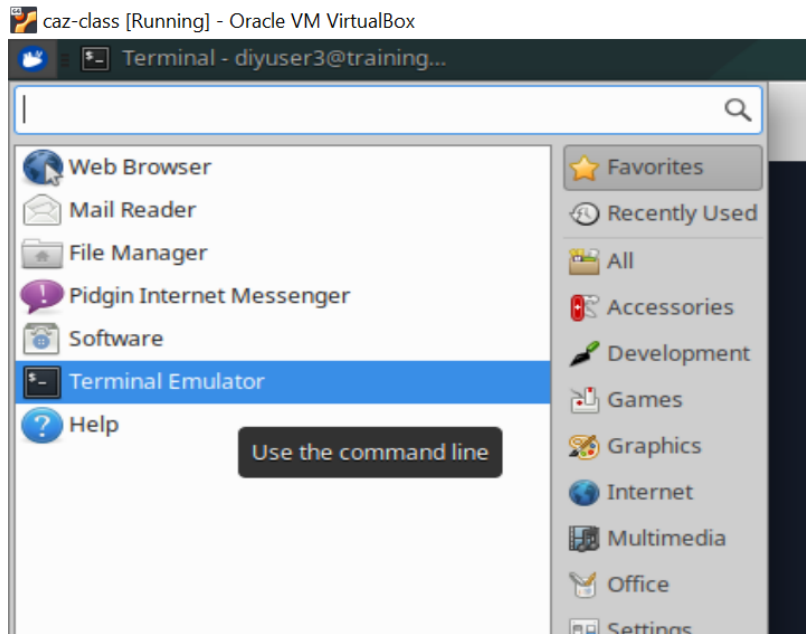 caz-class [Running] - Oracle VM VirtualBox
Terminal - diyuser3@training...
Web Browser
Mail Reader
File Manager
Pidgin Internet Messenger
Software
Terminal Emulator
Help
Use the command line
Favorites
Recently Used
All
Accessories
Development
Games
Graphics
Internet
Multimedia
Office
Settings